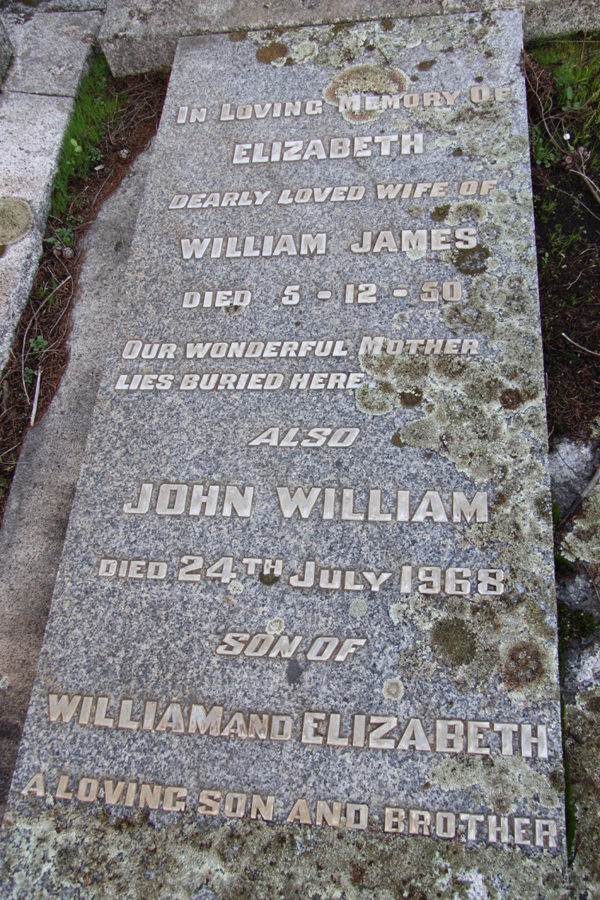 IN LOVING MEMORY OF
ELIZABETH
DEARLY LOVED WIFE OF
WILLIAM JAMES
DIED 5-12-50
OUR WONDERFUL MOTHER
LIES BURIED HERE.
ALSO
JOHN WILLIAM
DIED 24TH JULY 1968
SON OF
WILLIAM AND ELIZABETH
A LOVING SON AND BROTHER